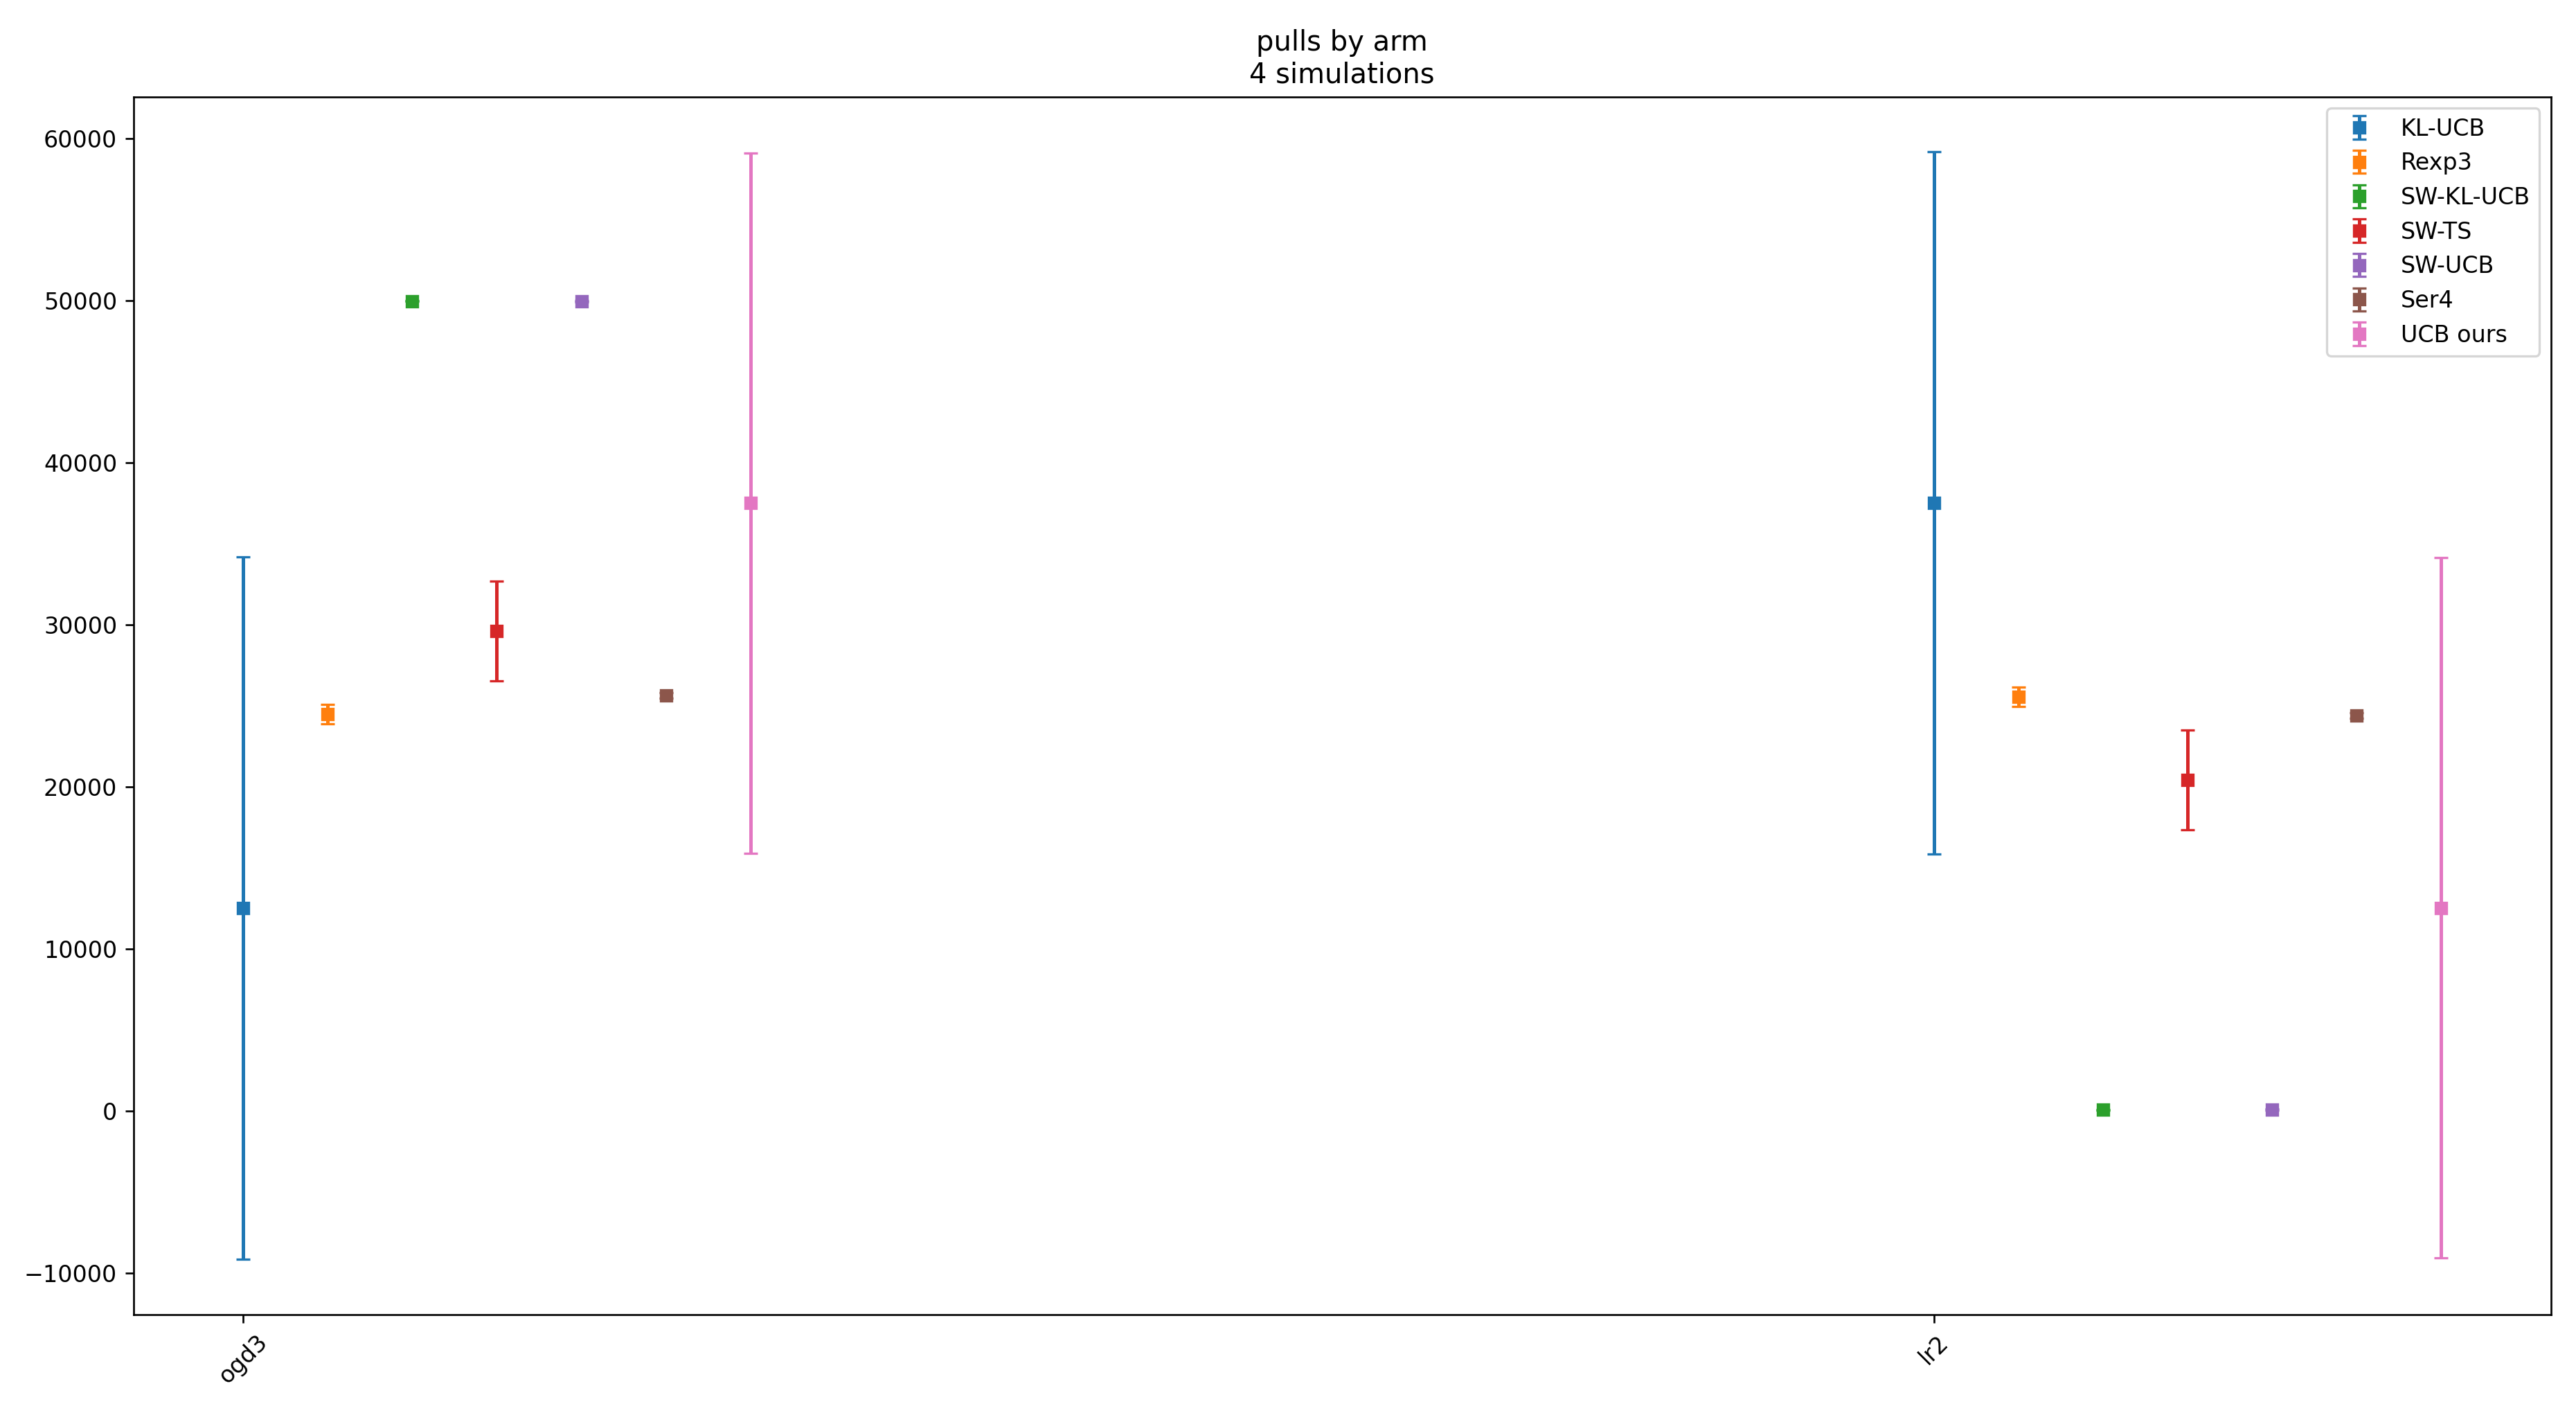 pulls by arm
4 simulations
60000
50000
40000
30000
20000
10000
0
−10000
ogd3
lr2
KL-UCB
Rexp3
SW-KL-UCB
SW-TS
SW-UCB
Ser4
UCB ours